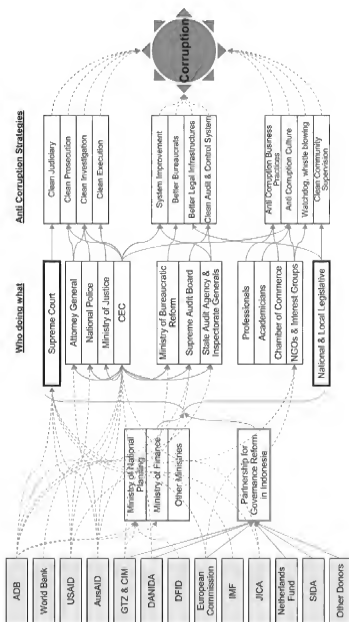 Who doing what
Anti Corruption Strategies
ADB
World Bank
USAID
AusAID
GTZ & CIM
DANIDA
DFID
European
Commission
IMF
JICA
Netherlands
Fund
SIDA
Other Donors
Ministry of National
Planning
Ministry of Finance
Other Ministries
Partnership for
Governance Reform
in Indonesie
Supreme Court
Attorney General
National Police
Ministry of Justice
CEC
Ministry of Bureaucratic
Reform
Supreme Audit Board
State Audit Agency &
Inspectorate Generals
Professionals
Academicians
Chamber of Commerce
NGOs & Interest Groups
National & Local Legislative
Clean Judiciary
Clean Prosecution
Clean Investigation
Clean Execution
System Improvement
Better Bureaucrats
Better Legal Infrastructures
Clean Audit & Control System
Anti Corruption Business
Practices
Anti Corruption Culture
Watchdog, whistle blowing
Clean Community
Supervision
Corruption